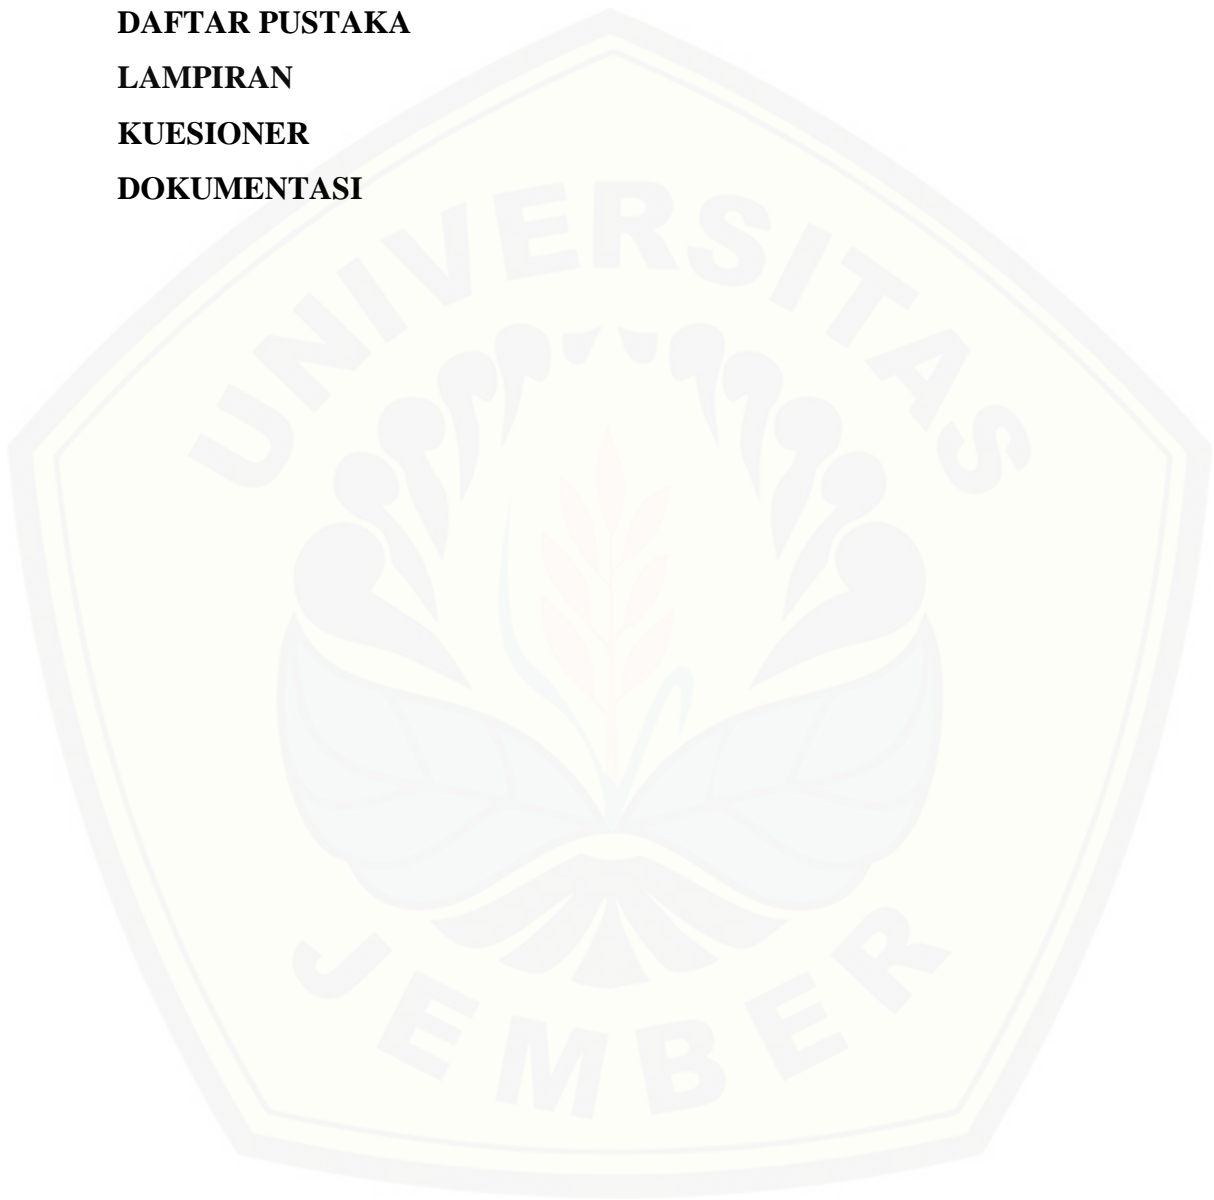 DAFTAR PUSTAKA
LAMPIRAN
KUESIONER
DOKUMENTASI
UNIVERSITAS
JEMBER